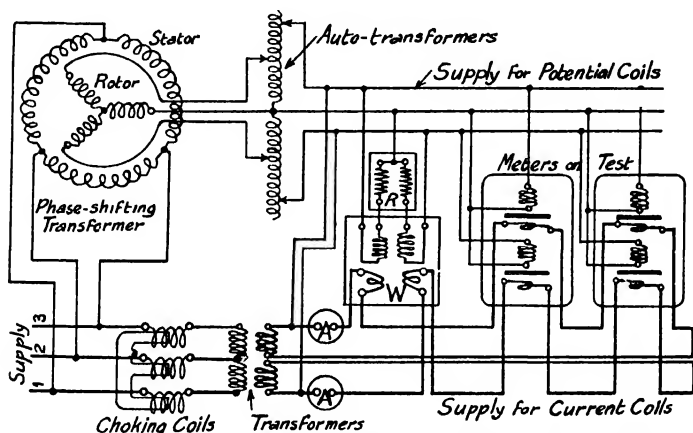 Stator
Auto-transformers
Rotor
Supply for Potential Coils
Meters on Test
R
Phase-shifting
Transformer
W
3
2
1
Supply
A
A
Choking Coils
Transformers
Supply for Current Coils